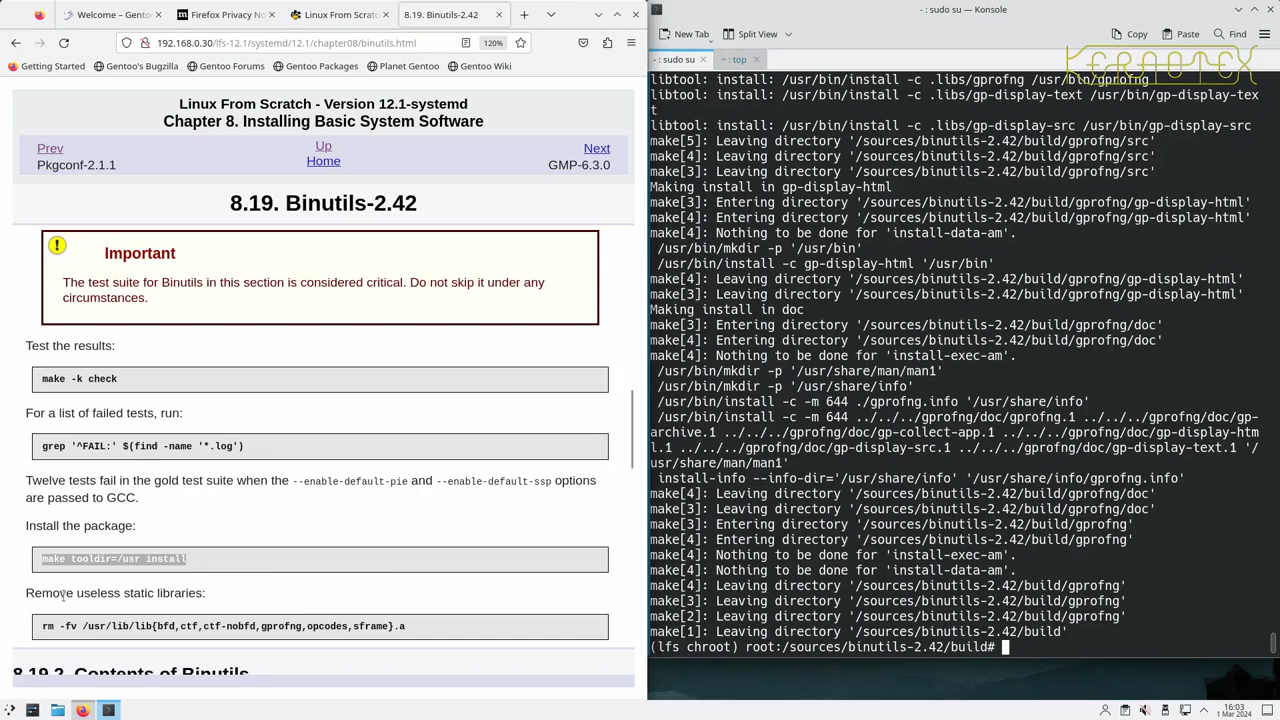 Welcome – Gento
Firefox Privacy No
Linux From Scratc
8.19. Binutils-2.42
192.168.0.30/lfs-12.1/systemd/12.1/chapter08/binutils.html
120%
Getting Started
Gentoo's Bugzilla
Gentoo Forums
Gentoo Packages
Planet Gentoo
Gentoo Wiki
Linux From Scratch - Version 12.1-systemd
Chapter 8. Installing Basic System Software
Prev
Up
Next
Pkgconf-2.1.1
Home
GMP-6.3.0
8.19. Binutils-2.42
Important
The test suite for Binutils in this section is considered critical. Do not skip it under any
circumstances.
Test the results:
make -k check
For a list of failed tests, run:
grep '^FAIL:' $(find -name '*.log')
Twelve tests fail in the gold test suite when the --enable-default-pie and --enable-default-ssp options
are passed to GCC.
Install the package:
make tooldir=/usr install
Remove useless static libraries:
rm -fv /usr/lib/lib{bfd,ctf,ctf-nobfd,gprofng,opcodes,sframe}.a
8.19.2. Contents of Binutils
- : sudo su — Konsole
New Tab
Split View
Copy
Paste
Find
- : sudo su
~ : top
KERNOTEX
libtool: install: /usr/bin/install -c .libs/gprofng /usr/bin/gprofng
libtool: install: /usr/bin/install -c .libs/gp-display-text /usr/bin/gp-display-tex
t
libtool: install: /usr/bin/install -c .libs/gp-display-src /usr/bin/gp-display-src
make[5]: Leaving directory '/sources/binutils-2.42/build/gprofng/src'
make[4]: Leaving directory '/sources/binutils-2.42/build/gprofng/src'
make[3]: Leaving directory '/sources/binutils-2.42/build/gprofng/src'
Making install in gp-display-html
make[3]: Entering directory '/sources/binutils-2.42/build/gprofng/gp-display-html'
make[4]: Entering directory '/sources/binutils-2.42/build/gprofng/gp-display-html'
make[4]: Nothing to be done for 'install-data-am'.
/usr/bin/mkdir -p '/usr/bin'
/usr/bin/install -c gp-display-html '/usr/bin'
make[4]: Leaving directory '/sources/binutils-2.42/build/gprofng/gp-display-html'
make[3]: Leaving directory '/sources/binutils-2.42/build/gprofng/gp-display-html'
Making install in doc
make[3]: Entering directory '/sources/binutils-2.42/build/gprofng/doc'
make[4]: Entering directory '/sources/binutils-2.42/build/gprofng/doc'
make[4]: Nothing to be done for 'install-exec-am'.
/usr/bin/mkdir -p '/usr/share/man/man1'
/usr/bin/mkdir -p '/usr/share/info'
/usr/bin/install -c -m 644 ./gprofng.info '/usr/share/info'
/usr/bin/install -c -m 644 ../../../gprofng/doc/gprofng.1 ../../../gprofng/doc/gp-
archive.1 ../../../gprofng/doc/gp-collect-app.1 ../../../gprofng/doc/gp-display-htm
l.1 ../../../gprofng/doc/gp-display-src.1 ../../../gprofng/doc/gp-display-text.1 '/
usr/share/man/man1'
install-info --info-dir='/usr/share/info' '/usr/share/info/gprofng.info'
make[4]: Leaving directory '/sources/binutils-2.42/build/gprofng/doc'
make[3]: Leaving directory '/sources/binutils-2.42/build/gprofng/doc'
make[3]: Entering directory '/sources/binutils-2.42/build/gprofng'
make[4]: Entering directory '/sources/binutils-2.42/build/gprofng'
make[4]: Nothing to be done for 'install-exec-am'.
make[4]: Nothing to be done for 'install-data-am'.
make[4]: Leaving directory '/sources/binutils-2.42/build/gprofng'
make[3]: Leaving directory '/sources/binutils-2.42/build/gprofng'
make[2]: Leaving directory '/sources/binutils-2.42/build/gprofng'
make[1]: Leaving directory '/sources/binutils-2.42/build'
(lfs chroot) root:/sources/binutils-2.42/build#
16:03
1 Mar 2024